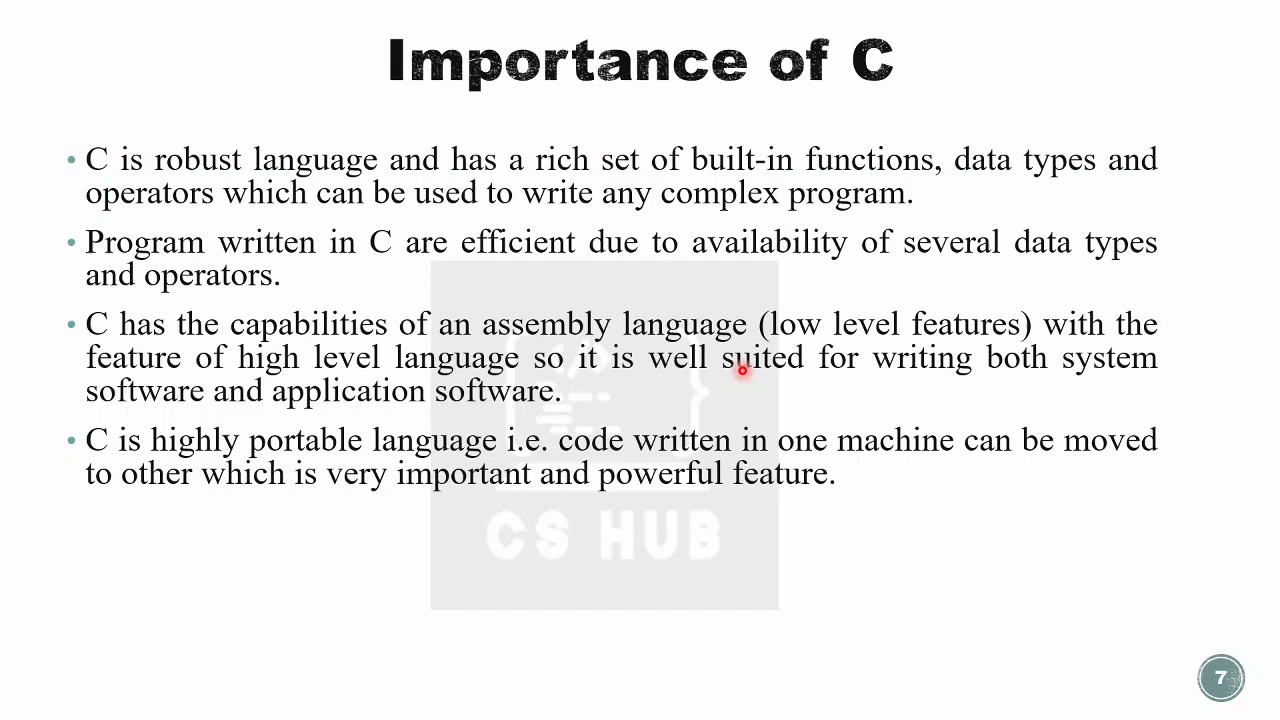 Importance of C
• C is robust language and has a rich set of built-in functions, data types and
operators which can be used to write any complex program.
• Program written in C are efficient due to availability of several data types
and operators.
• C has the capabilities of an assembly language (low level features) with the
feature of high level language so it is well suited for writing both system
software and application software.
• C is highly portable language i.e. code written in one machine can be moved
to other which is very important and powerful feature.
CS HUB
7